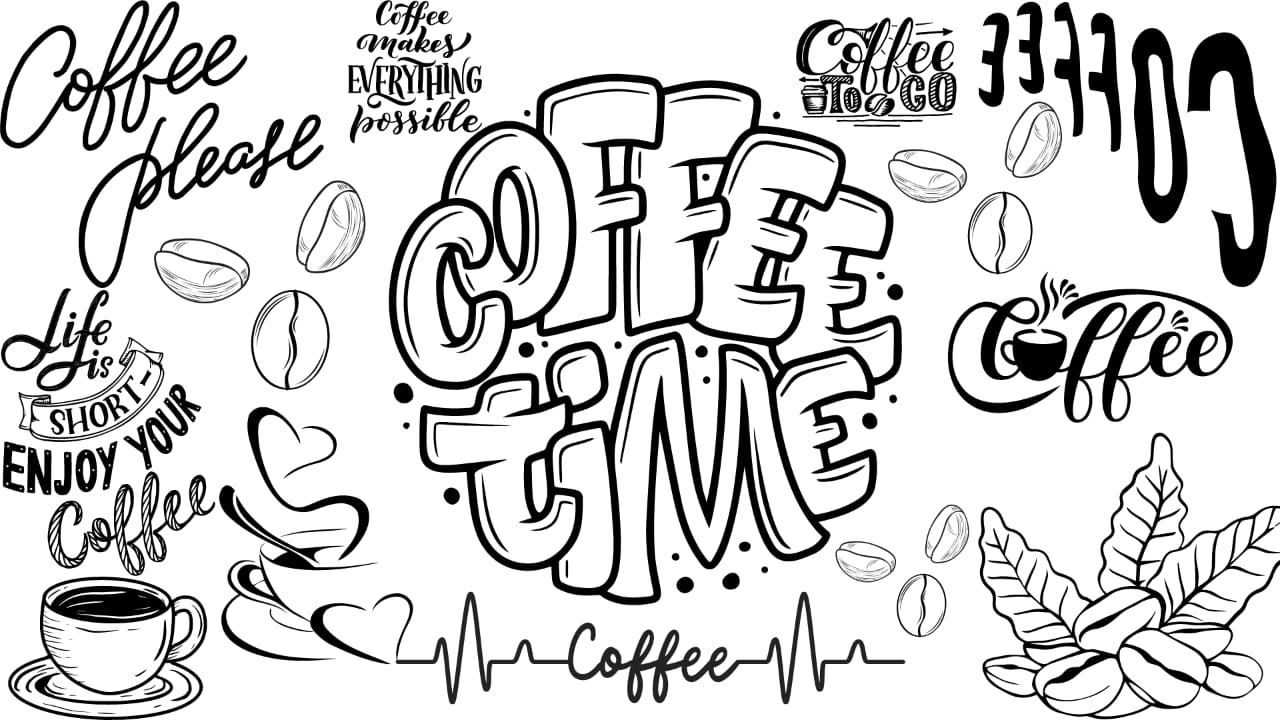 Coffee
please
Coffee
makes
EVERYTHING
possible
COFFEE
tiME
Coffee
TO GO
COFFEE
Life
is
SHORT-
ENJOY YOUR
Coffee
Coffee
Coffee